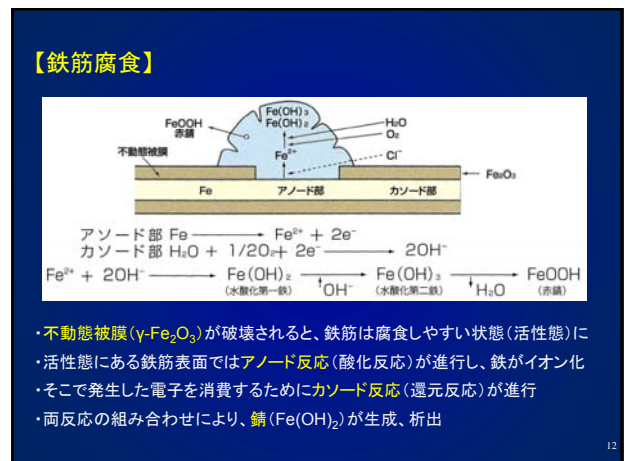 【鉄筋腐食】
Fe(OH)₃
Fe(OH)₂
FeOOH
赤錆
H₂O
O₂
不動態被膜
Fe²⁺
Cl⁻
Fe₂O₃
Fe
アノード部
カソード部
アソード部 Fe ⟶ Fe²⁺ + 2e⁻
カソード部 H₂O + 1/2O₂+ 2e⁻ ⟶ 2OH⁻
Fe²⁺ + 2OH⁻ ⟶ Fe(OH)₂ ⟶ Fe(OH)₃ ⟶ FeOOH
(水酸化第一鉄) ↑OH⁻ (水酸化第二鉄) ↓H₂O (赤錆)
・不動態被膜(γ-Fe₂O₃)が破壊されると、鉄筋は腐食しやすい状態(活性態)に
・活性態にある鉄筋表面ではアノード反応(酸化反応)が進行し、鉄がイオン化
・そこで発生した電子を消費するためにカソード反応(還元反応)が進行
・両反応の組み合わせにより、錆(Fe(OH)₂)が生成、析出
12